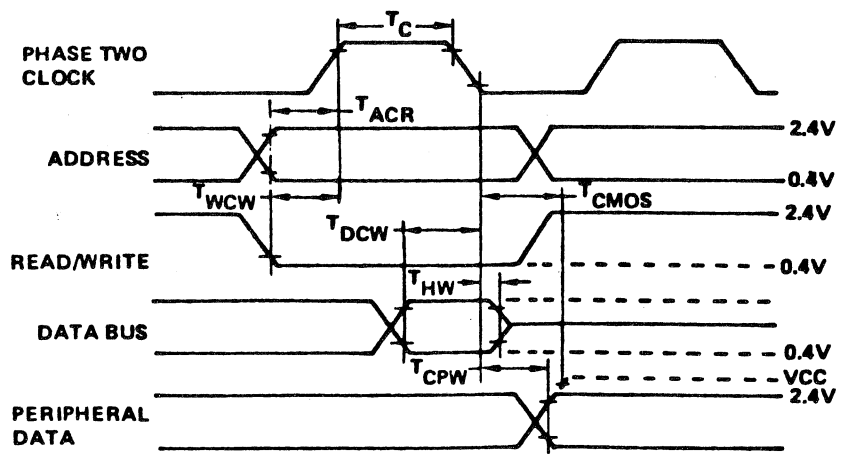 T_C
PHASE TWO
CLOCK
T_ACR
2.4V
ADDRESS
0.4V
T_WCW
T_CMOS
2.4V
T_DCW
READ/WRITE
0.4V
T_HW
DATA BUS
0.4V
T_CPW
VCC
2.4V
PERIPHERAL
DATA